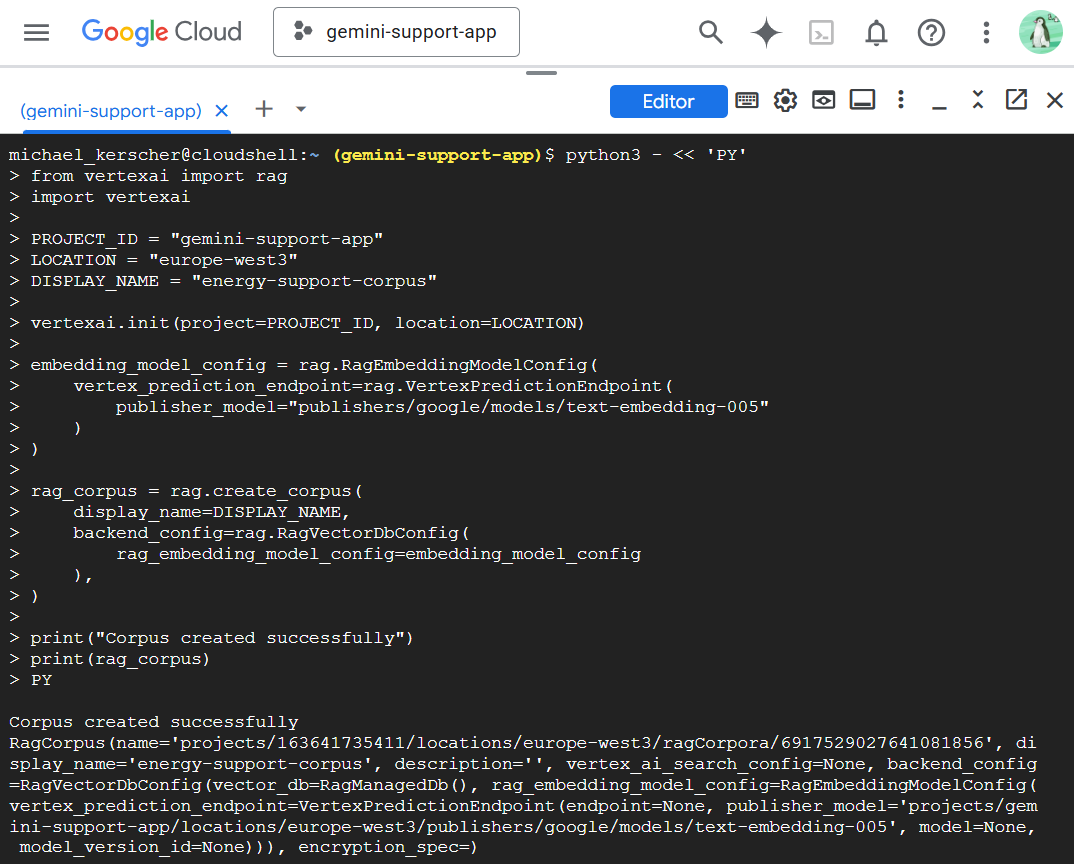 Google Cloud
gemini-support-app
(gemini-support-app)
Editor
michael_kerscher@cloudshell:~ (gemini-support-app)$ python3 - << 'PY'
> from vertexai import rag
> import vertexai
>
> PROJECT_ID = "gemini-support-app"
> LOCATION = "europe-west3"
> DISPLAY_NAME = "energy-support-corpus"
>
> vertexai.init(project=PROJECT_ID, location=LOCATION)
>
> embedding_model_config = rag.RagEmbeddingModelConfig(
>     vertex_prediction_endpoint=rag.VertexPredictionEndpoint(
>         publisher_model="publishers/google/models/text-embedding-005"
>     )
> )
>
> rag_corpus = rag.create_corpus(
>     display_name=DISPLAY_NAME,
>     backend_config=rag.RagVectorDbConfig(
>         rag_embedding_model_config=embedding_model_config
>     ),
> )
>
> print("Corpus created successfully")
> print(rag_corpus)
> PY
Corpus created successfully
RagCorpus(name='projects/163641735411/locations/europe-west3/ragCorpora/6917529027641081856', di
splay_name='energy-support-corpus', description='', vertex_ai_search_config=None, backend_config
=RagVectorDbConfig(vector_db=RagManagedDb(), rag_embedding_model_config=RagEmbeddingModelConfig(
vertex_prediction_endpoint=VertexPredictionEndpoint(endpoint=None, publisher_model='projects/gem
ini-support-app/locations/europe-west3/publishers/google/models/text-embedding-005', model=None,
 model_version_id=None))), encryption_spec=)